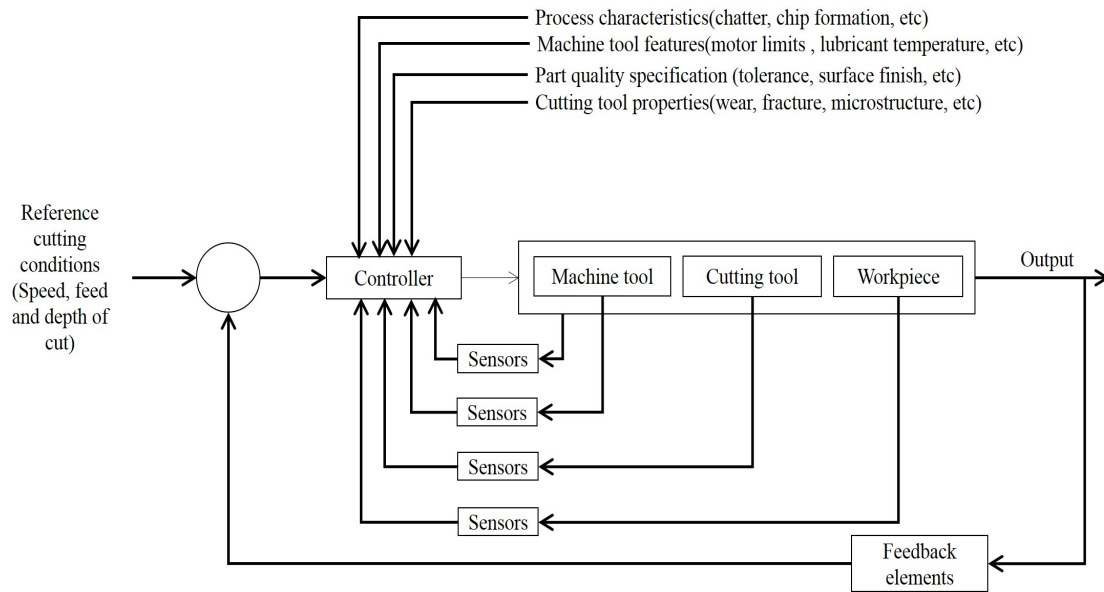 Process characteristics(chatter, chip formation, etc)
Machine tool features(motor limits , lubricant temperature, etc)
Part quality specification (tolerance, surface finish, etc)
Cutting tool properties(wear, fracture, microstructure, etc)
Reference
cutting
conditions
(Speed, feed
and depth of
cut)
Controller
Machine tool
Cutting tool
Workpiece
Output
Sensors
Sensors
Sensors
Sensors
Feedback
elements